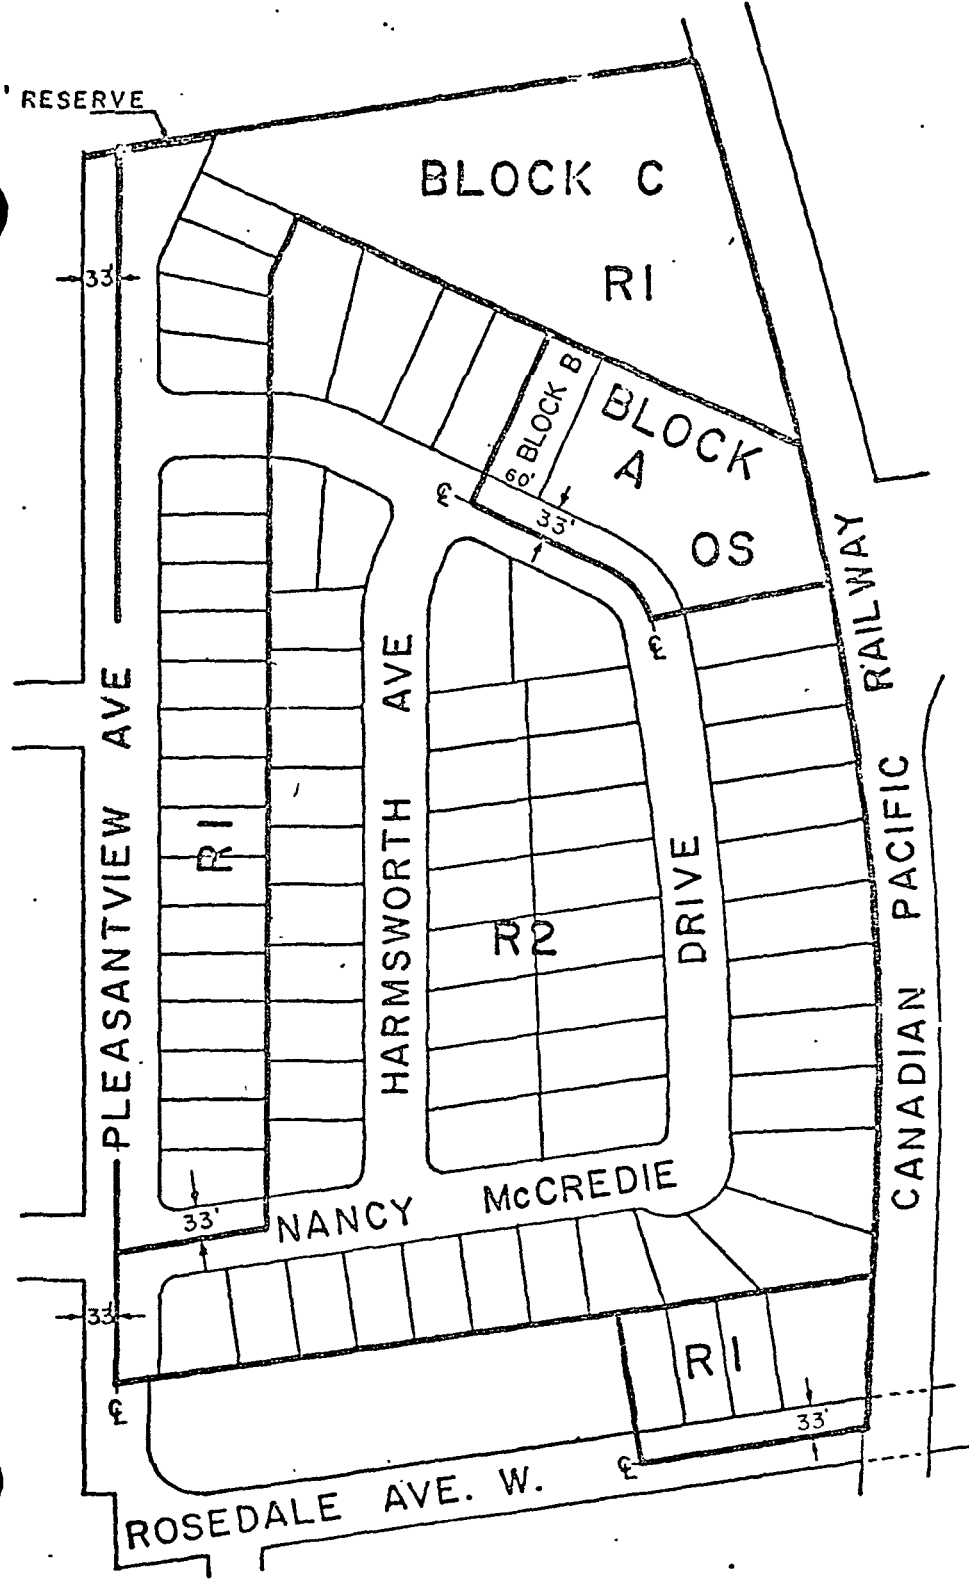 ' RESERVE
BLOCK C
R1
33'
BLOCK B
60'
BLOCK
A
OS
℄
33'
℄
RAILWAY
PACIFIC
CANADIAN
PLEASANTVIEW AVE
R1
HARMSWORTH AVE
R2
DRIVE
NANCY McCREDIE
33'
33'
R1
33'
℄
℄
ROSEDALE AVE. W.